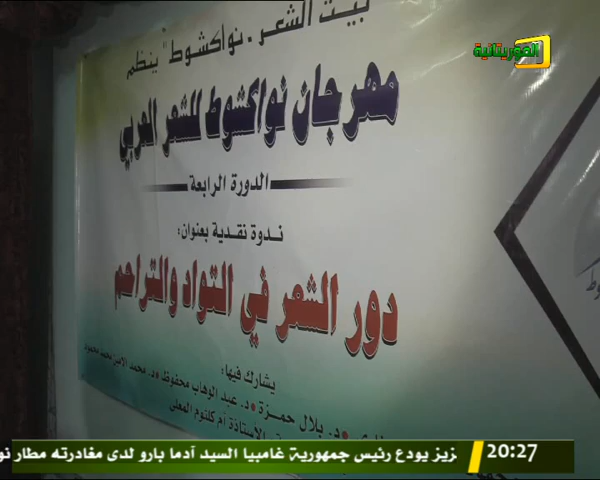 الموريتانية
بيت الشعر - نواكشوط" ينظم
مهرجان نواكشوط للشعر العربي
الدورة الرابعة
ندوة نقدية بعنوان:
دور الشعر في التواد والتراحم
يشارك فيها:
د. بلال حمزة • د. عبد الوهاب محفوظ • د. محمد الأمين محمد محمود
الأستاذة أم كلثوم المعلى
20:27
زيز يودع رئيس جمهورية غامبيا السيد آدما بارو لدى مغادرته مطار نو